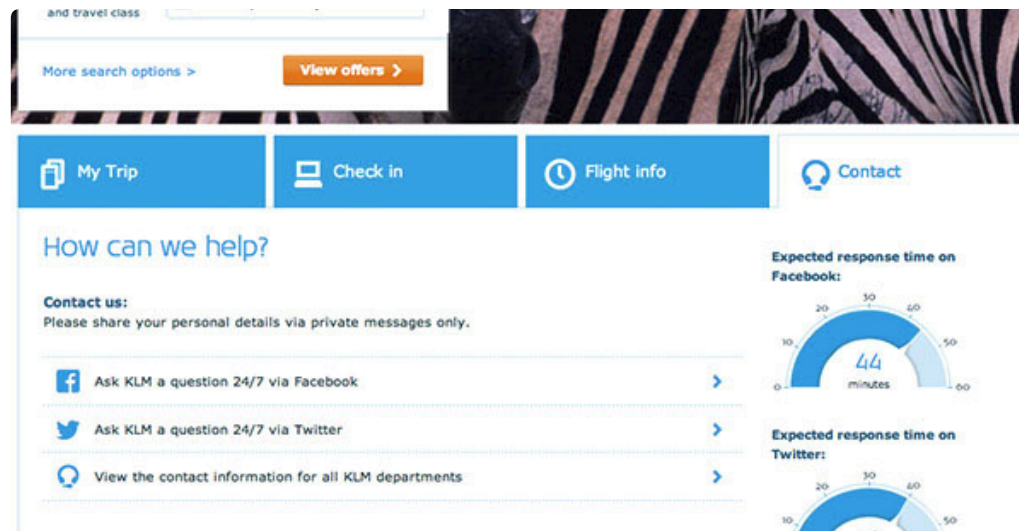 and travel class
More search options >
View offers >
My Trip
Check in
Flight info
Contact
How can we help?
Contact us:
Please share your personal details via private messages only.
Ask KLM a question 24/7 via Facebook
Ask KLM a question 24/7 via Twitter
View the contact information for all KLM departments
Expected response time on
Facebook:
0 10 20 30 40 50 60
44
minutes
Expected response time on
Twitter:
10 20 30 40 50